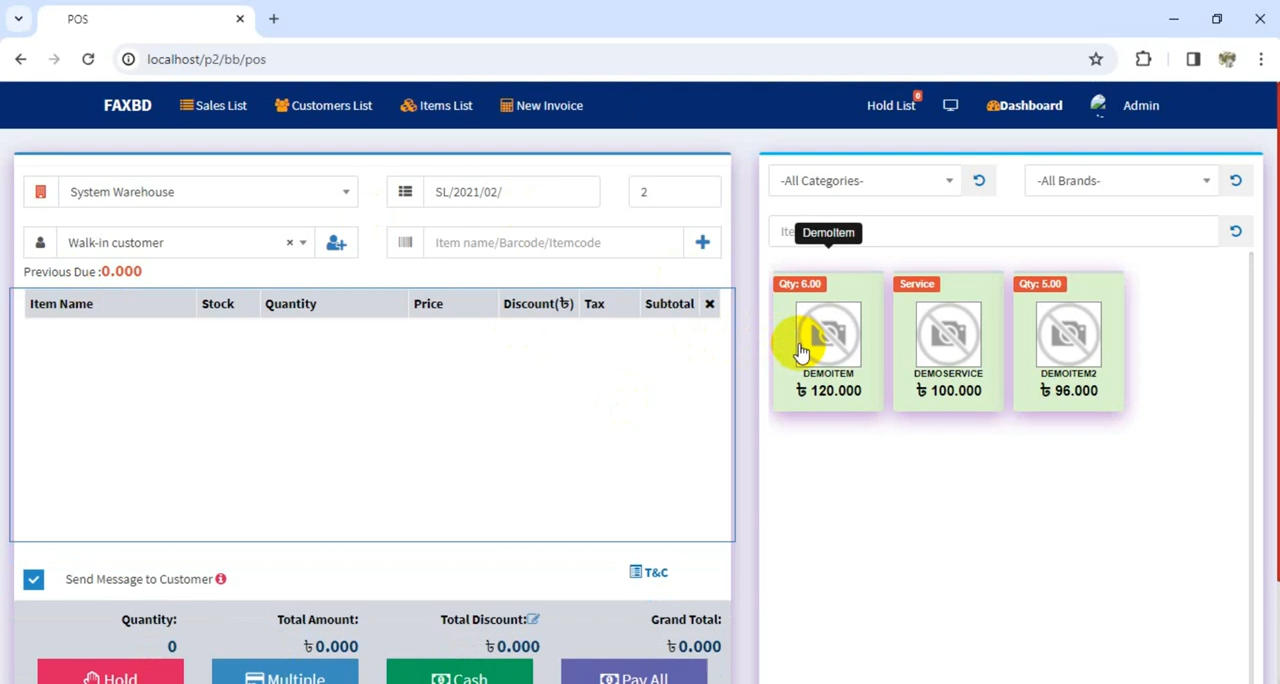 POS
localhost/p2/bb/pos
FAXBD
Sales List
Customers List
Items List
New Invoice
Hold List
0
Dashboard
Admin
System Warehouse
SL/2021/02/
2
Walk-in customer
Item name/Barcode/Itemcode
Previous Due :0.000
Item Name Stock Quantity Price Discount(৳) Tax Subtotal
Send Message to Customer
T&C
Quantity: Total Amount: Total Discount: Grand Total:
0 ৳ 0.000 ৳ 0.000 ৳ 0.000
Hold Multiple Cash Pay All
-All Categories-
-All Brands-
DemoItem
Qty: 6.00
DEMOITEM
৳ 120.000
Service
DEMOSERVICE
৳ 100.000
Qty: 5.00
DEMOITEM2
৳ 96.000